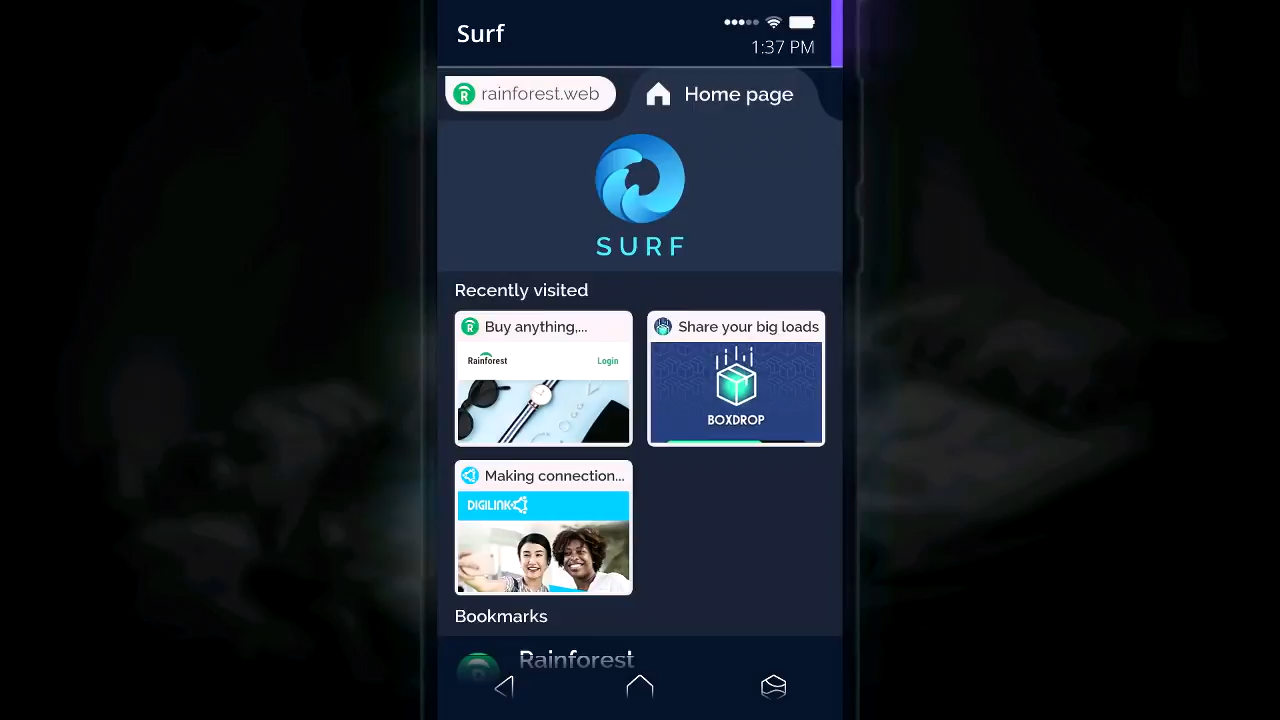 Surf
1:37 PM
rainforest.web
Home page
SURF
Recently visited
Buy anything,...
Share your big loads
Rainforest
Login
BOXDROP
Making connection...
DIGILINK
Bookmarks
Rainforest